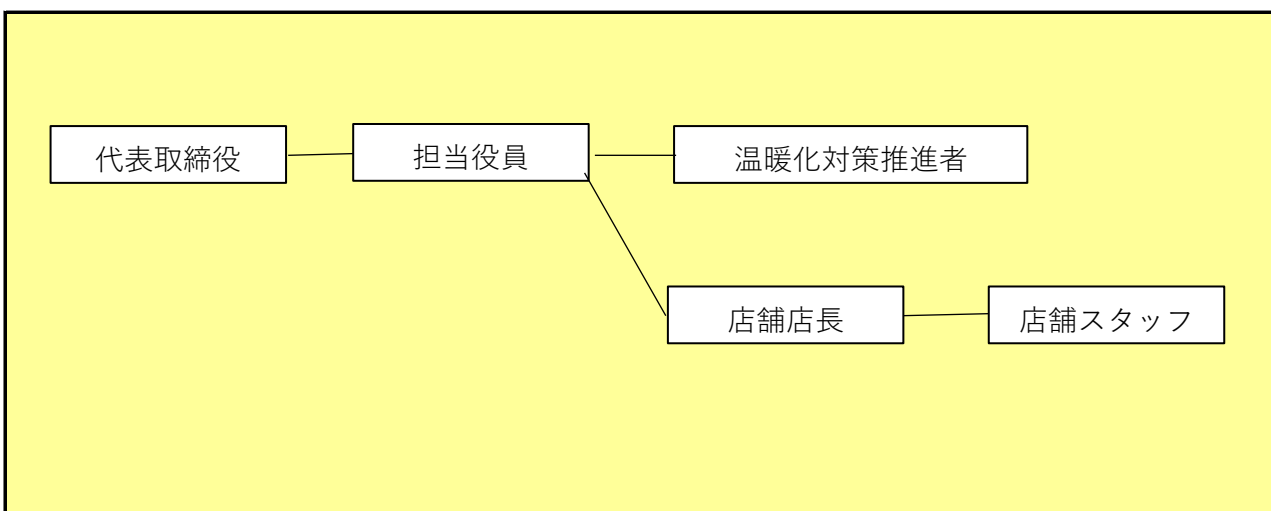 代表取締役
担当役員
温暖化対策推進者
店舗店長
店舗スタッフ